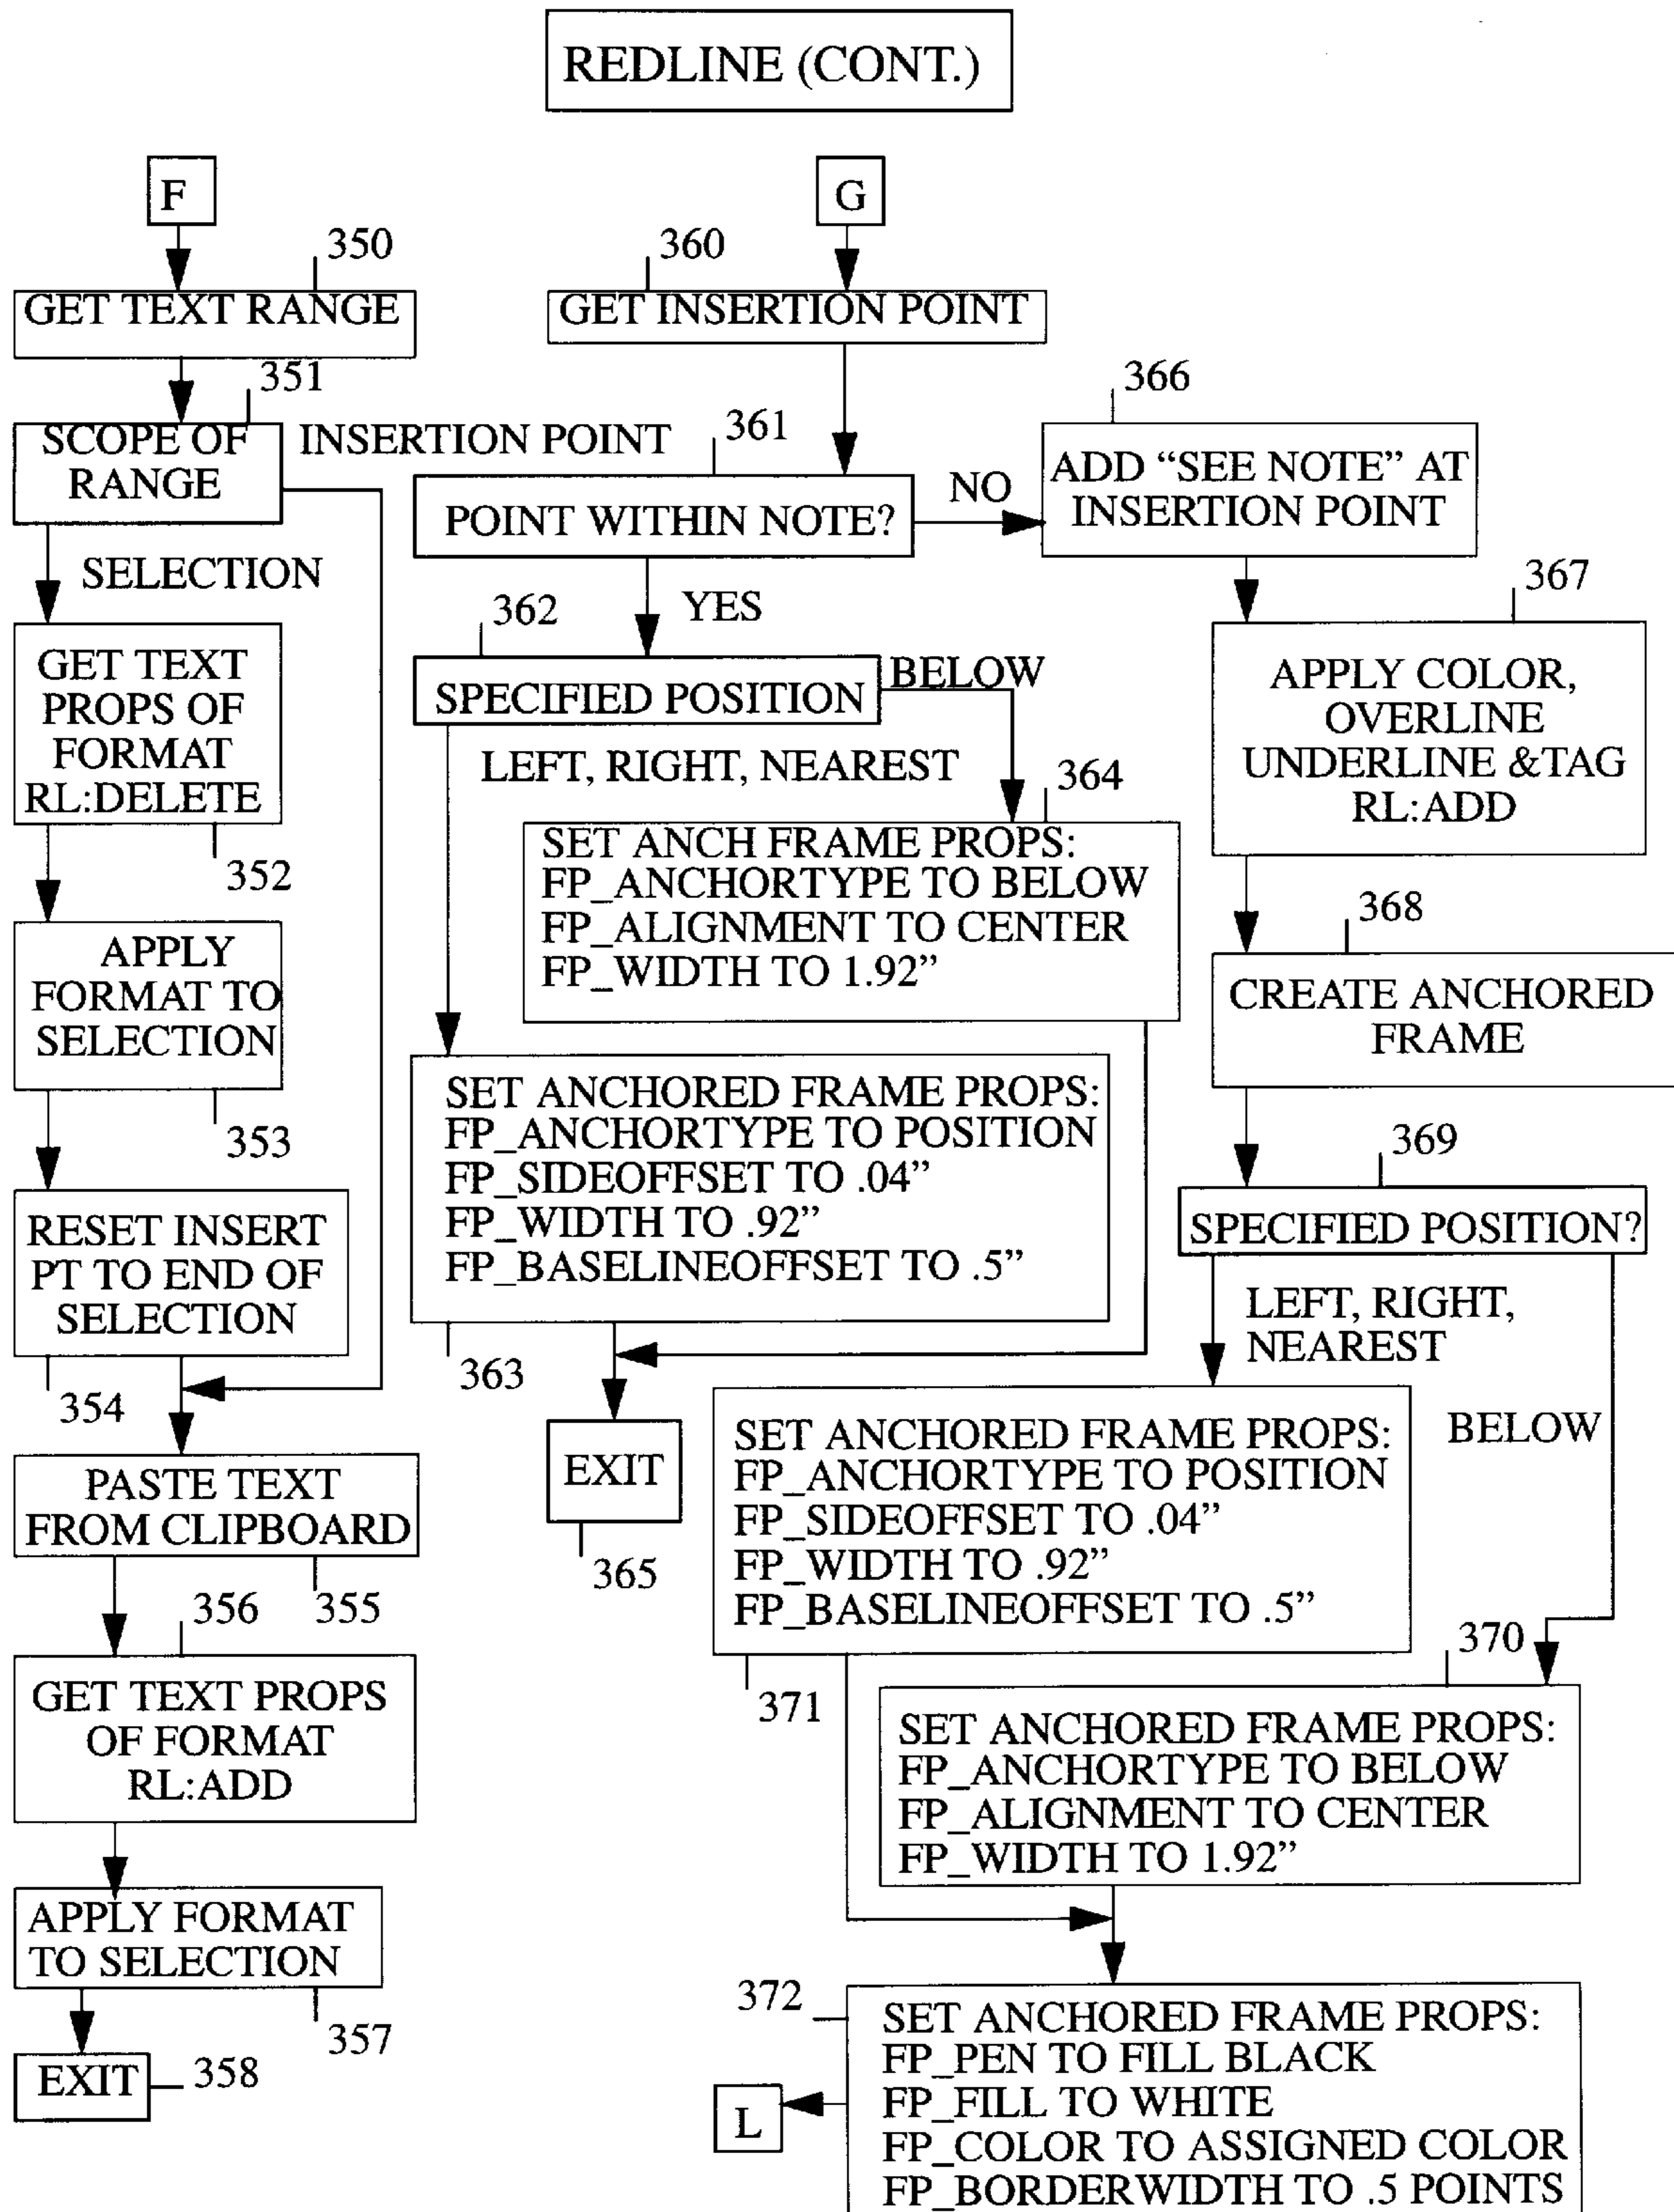 REDLINE (CONT.)
F
350
GET TEXT RANGE
351
SCOPE OF
RANGE
INSERTION POINT
SELECTION
GET TEXT
PROPS OF
FORMAT
RL:DELETE
352
APPLY
FORMAT TO
SELECTION
353
RESET INSERT
PT TO END OF
SELECTION
354
PASTE TEXT
FROM CLIPBOARD
356
355
GET TEXT PROPS
OF FORMAT
RL:ADD
APPLY FORMAT
TO SELECTION
357
EXIT
358
G
360
GET INSERTION POINT
361
POINT WITHIN NOTE?
NO
YES
362
SPECIFIED POSITION
BELOW
LEFT, RIGHT, NEAREST
364
SET ANCH FRAME PROPS:
FP_ANCHORTYPE TO BELOW
FP_ALIGNMENT TO CENTER
FP_WIDTH TO 1.92”
SET ANCHORED FRAME PROPS:
FP_ANCHORTYPE TO POSITION
FP_SIDEOFFSET TO .04”
FP_WIDTH TO .92”
FP_BASELINEOFFSET TO .5”
363
EXIT
365
366
ADD “SEE NOTE” AT
INSERTION POINT
367
APPLY COLOR,
OVERLINE
UNDERLINE &TAG
RL:ADD
368
CREATE ANCHORED
FRAME
369
SPECIFIED POSITION?
LEFT, RIGHT,
NEAREST
BELOW
SET ANCHORED FRAME PROPS:
FP_ANCHORTYPE TO POSITION
FP_SIDEOFFSET TO .04”
FP_WIDTH TO .92”
FP_BASELINEOFFSET TO .5”
371
370
SET ANCHORED FRAME PROPS:
FP_ANCHORTYPE TO BELOW
FP_ALIGNMENT TO CENTER
FP_WIDTH TO 1.92”
372
SET ANCHORED FRAME PROPS:
FP_PEN TO FILL BLACK
FP_FILL TO WHITE
FP_COLOR TO ASSIGNED COLOR
FP_BORDERWIDTH TO .5 POINTS
L